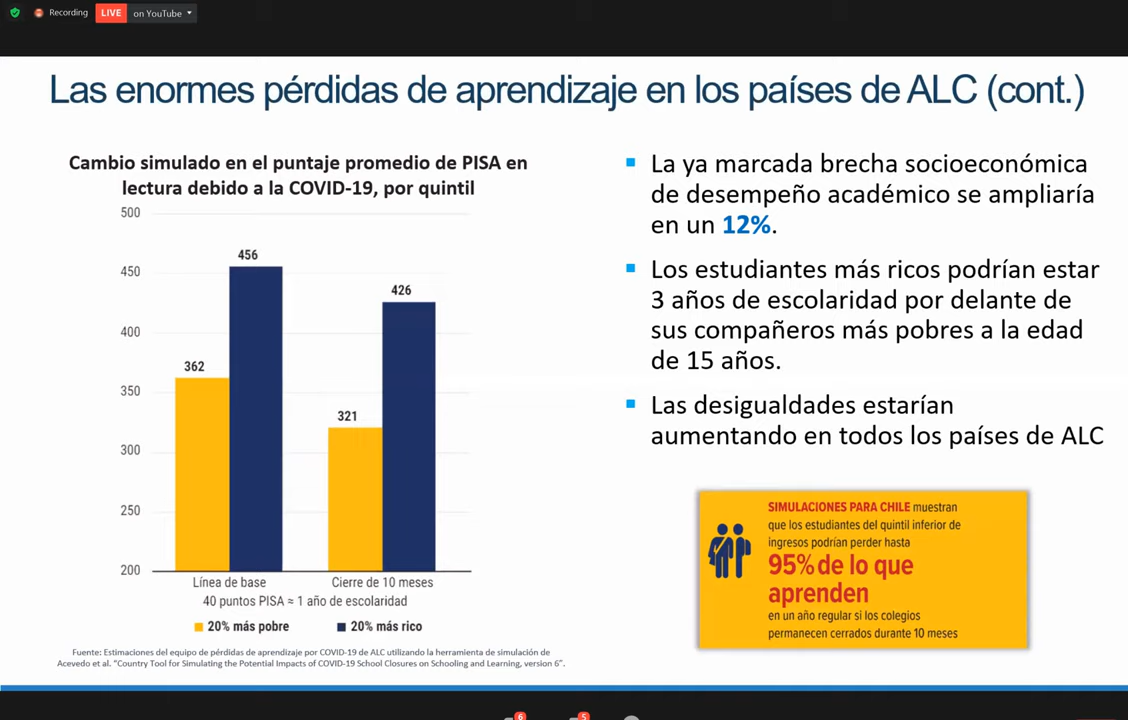 Recording
LIVE
on YouTube
Las enormes pérdidas de aprendizaje en los países de ALC (cont.)
Cambio simulado en el puntaje promedio de PISA en
lectura debido a la COVID-19, por quintil
500
450
400
350
300
250
200
362
456
321
426
Línea de base
Cierre de 10 meses
40 puntos PISA ≈ 1 año de escolaridad
20% más pobre
20% más rico
Fuente: Estimaciones del equipo de pérdidas de aprendizaje por COVID-19 de ALC utilizando la herramienta de simulación de
Acevedo et al. “Country Tool for Simulating the Potential Impacts of COVID-19 School Closures on Schooling and Learning, version 6”.
La ya marcada brecha socioeconómica
de desempeño académico se ampliaría
en un 12%.
Los estudiantes más ricos podrían estar
3 años de escolaridad por delante de
sus compañeros más pobres a la edad
de 15 años.
Las desigualdades estarían
aumentando en todos los países de ALC
SIMULACIONES PARA CHILE muestran
que los estudiantes del quintil inferior de
ingresos podrían perder hasta
95% de lo que
aprenden
en un año regular si los colegios
permanecen cerrados durante 10 meses
6
5